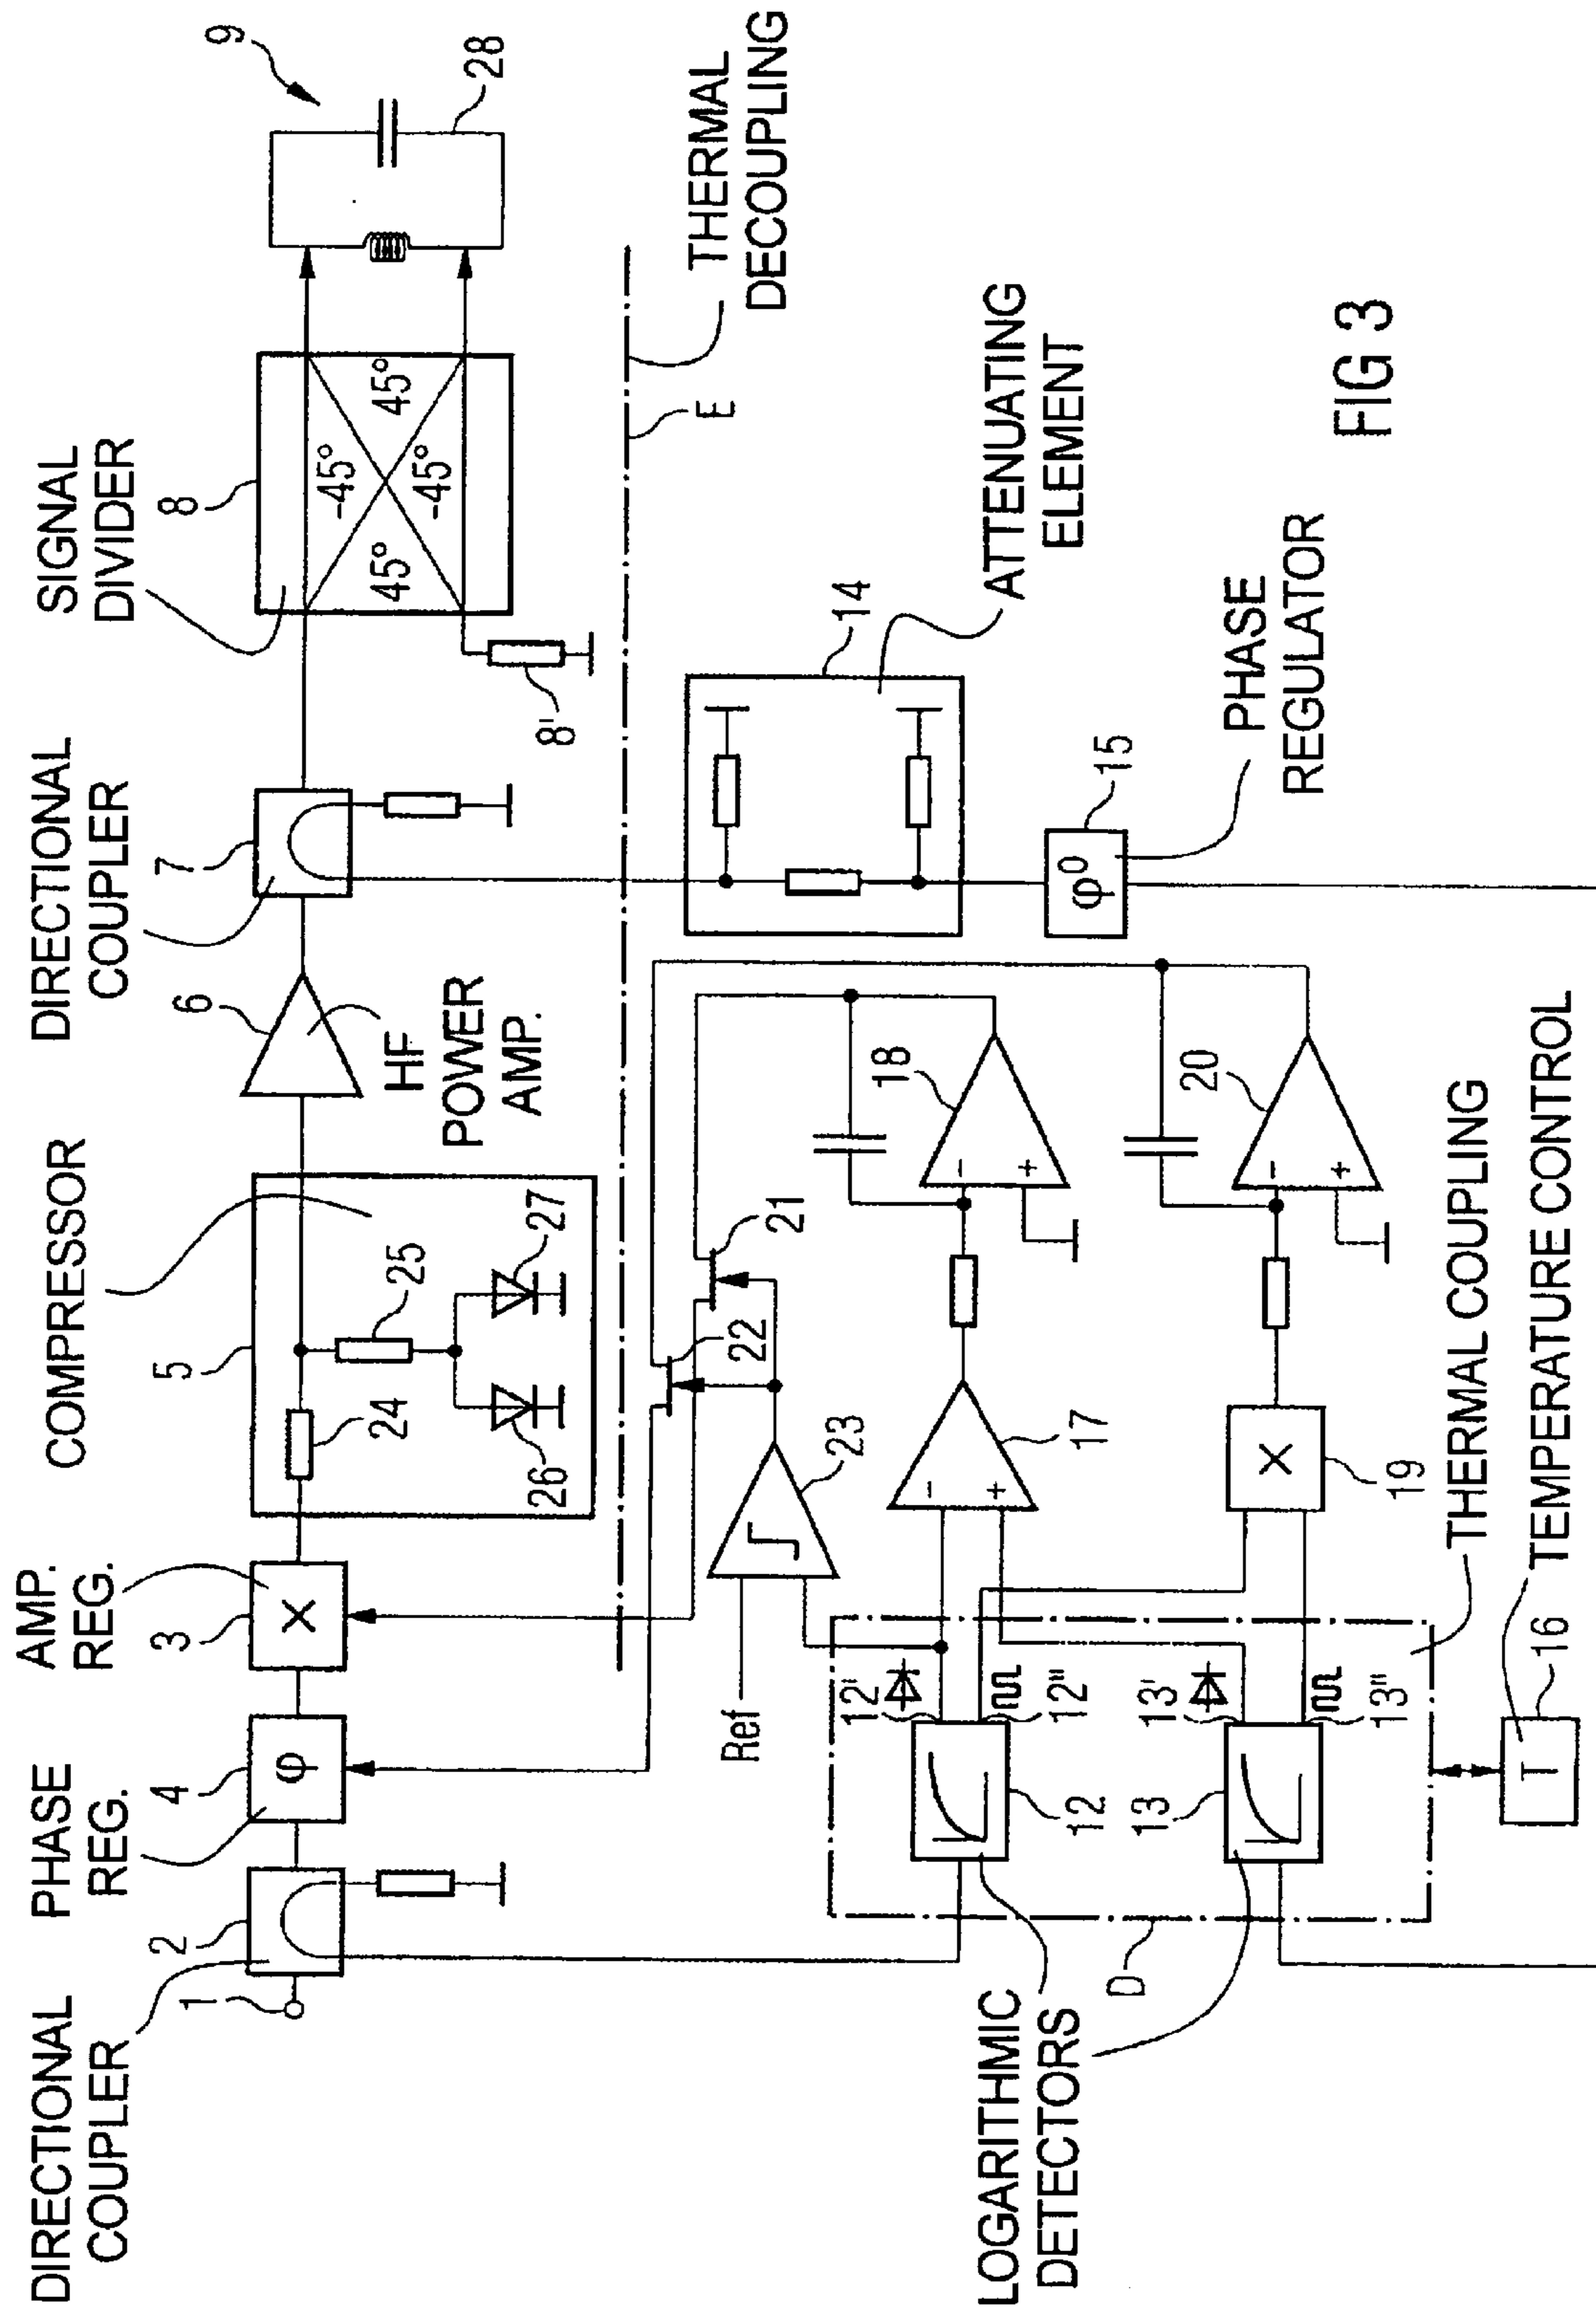 DIRECTIONAL
COUPLER
PHASE
REG.
AMP.
REG.
COMPRESSOR
DIRECTIONAL
COUPLER
SIGNAL
DIVIDER
1
2
4
3
5
6
7
8
9
φ
X
24
25
26
27
HF
POWER
AMP.
8'
45°
-45°
-45°
45°
28
E
THERMAL
DECOUPLING
Ref
23
22
21
14
ATTENUATING
ELEMENT
12'
12"
12
17
-
+
18
-
+
13'
13"
13
X
19
20
-
+
φ⁰
15
PHASE
REGULATOR
D
LOGARITHMIC
DETECTORS
T
16
THERMAL COUPLING
TEMPERATURE CONTROL
FIG 3